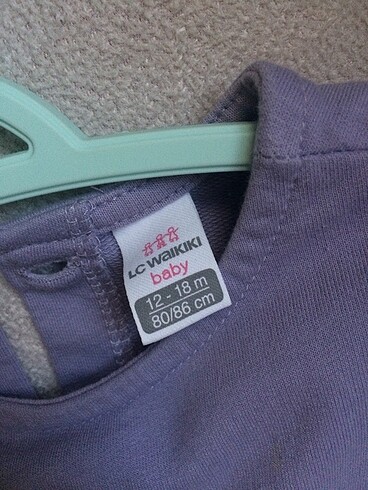 LC WAIKIKI
baby
12 - 18 m
80/86 cm